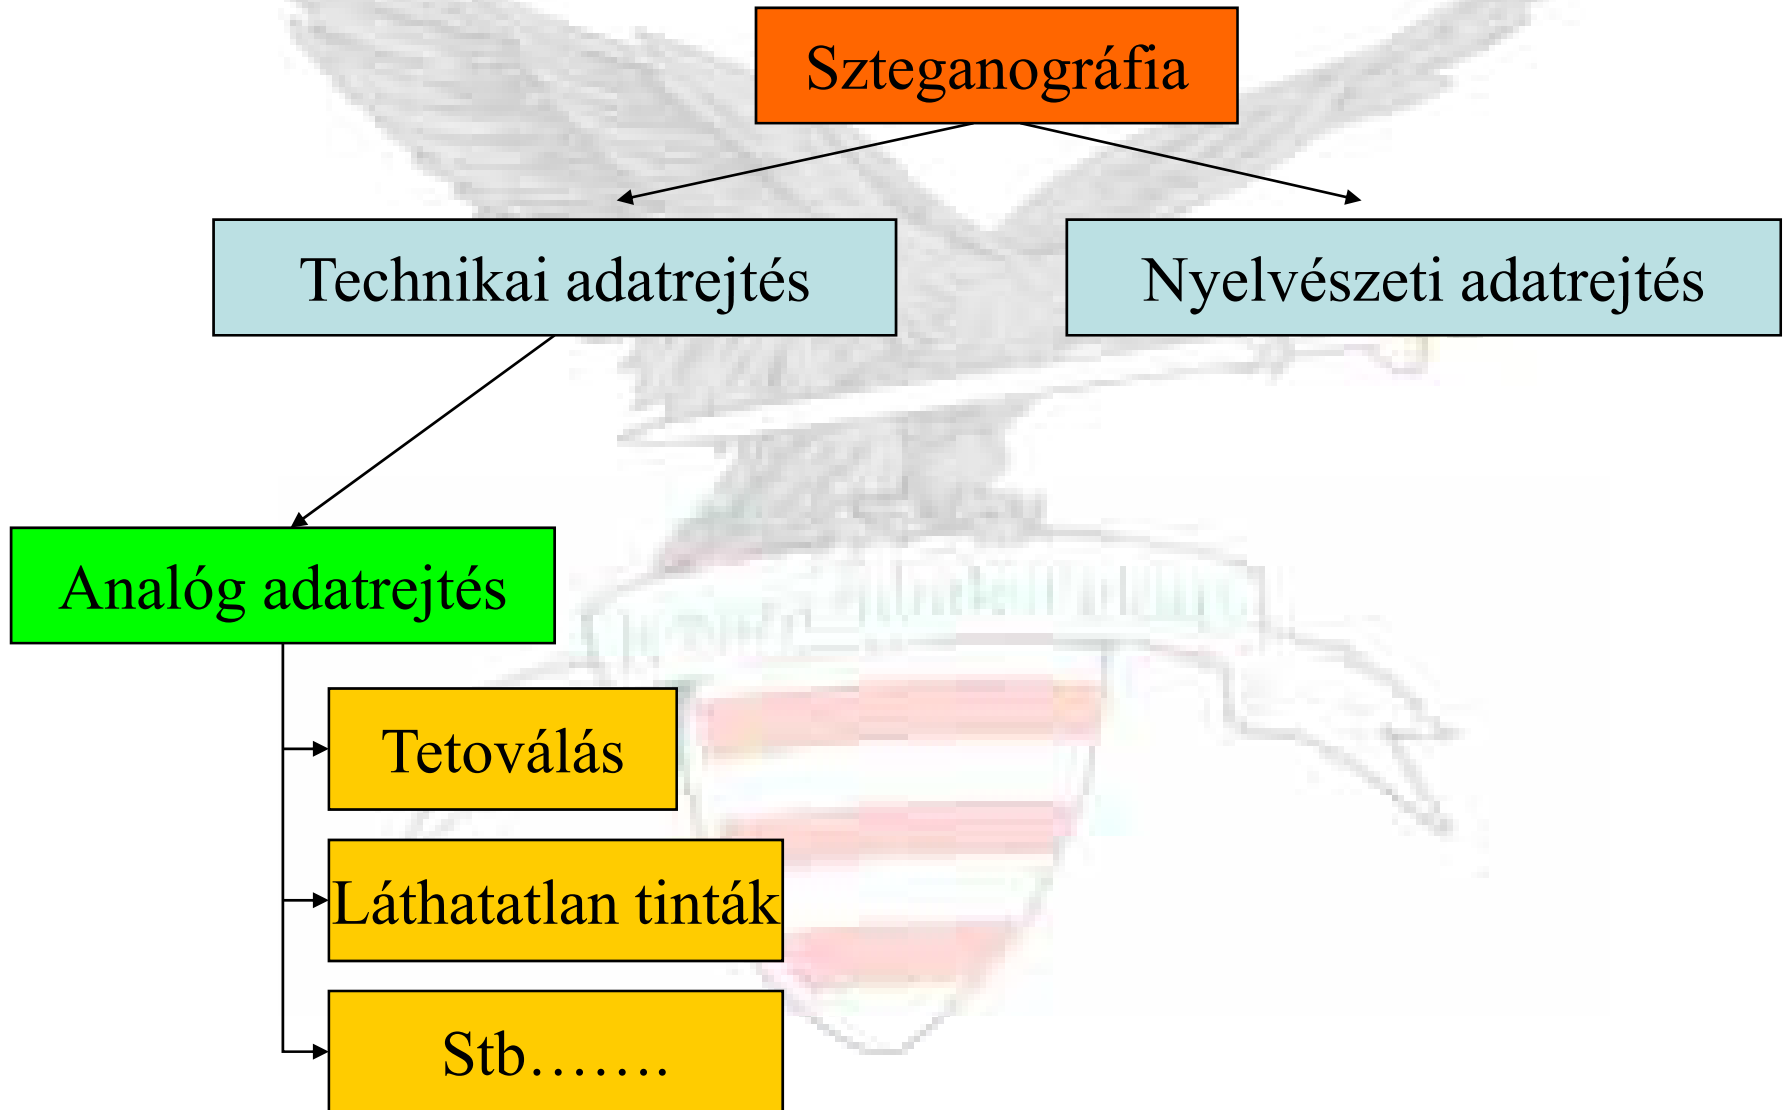 Szteganográfia
Technikai adatrejtés
Nyelvészeti adatrejtés
Analóg adatrejtés
Tetoválás
Láthatatlan tinták
Stb…….